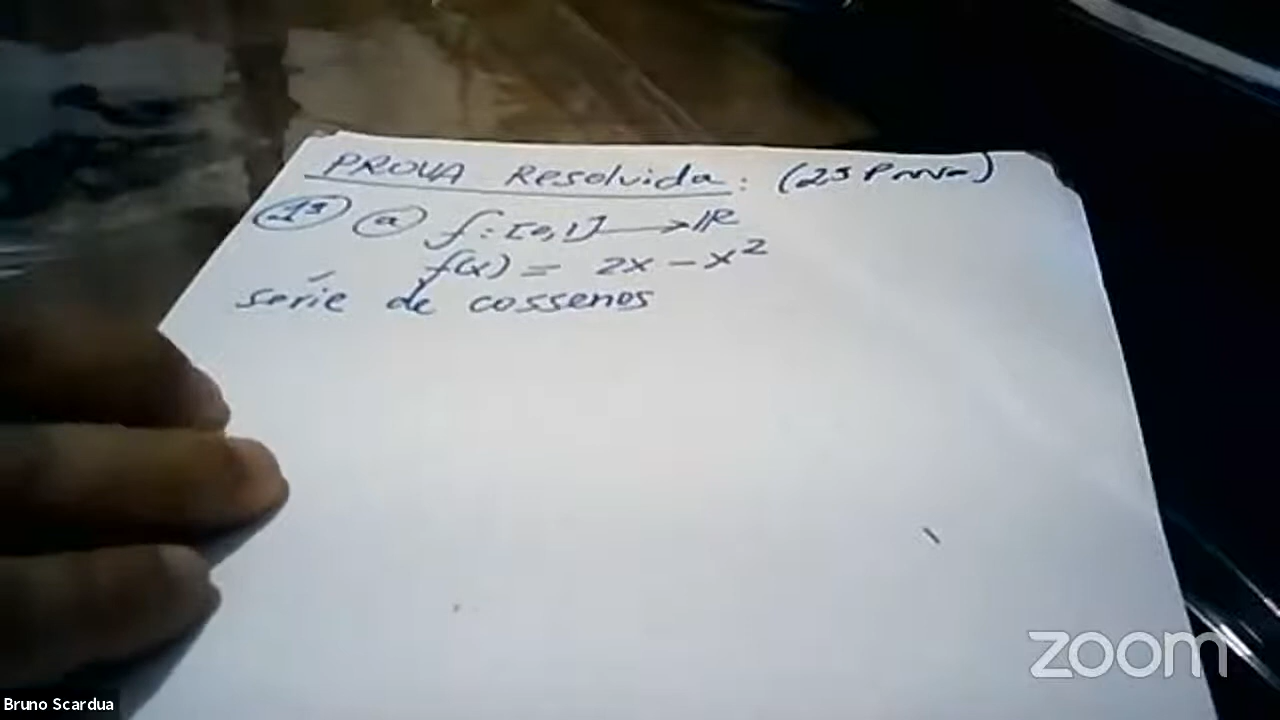 PROVA Resolvida: (2ª Prova)
1ª a f: [0,1] → ℝ
f(x) = 2x - x²
série de cossenos
zoom
Bruno Scardua